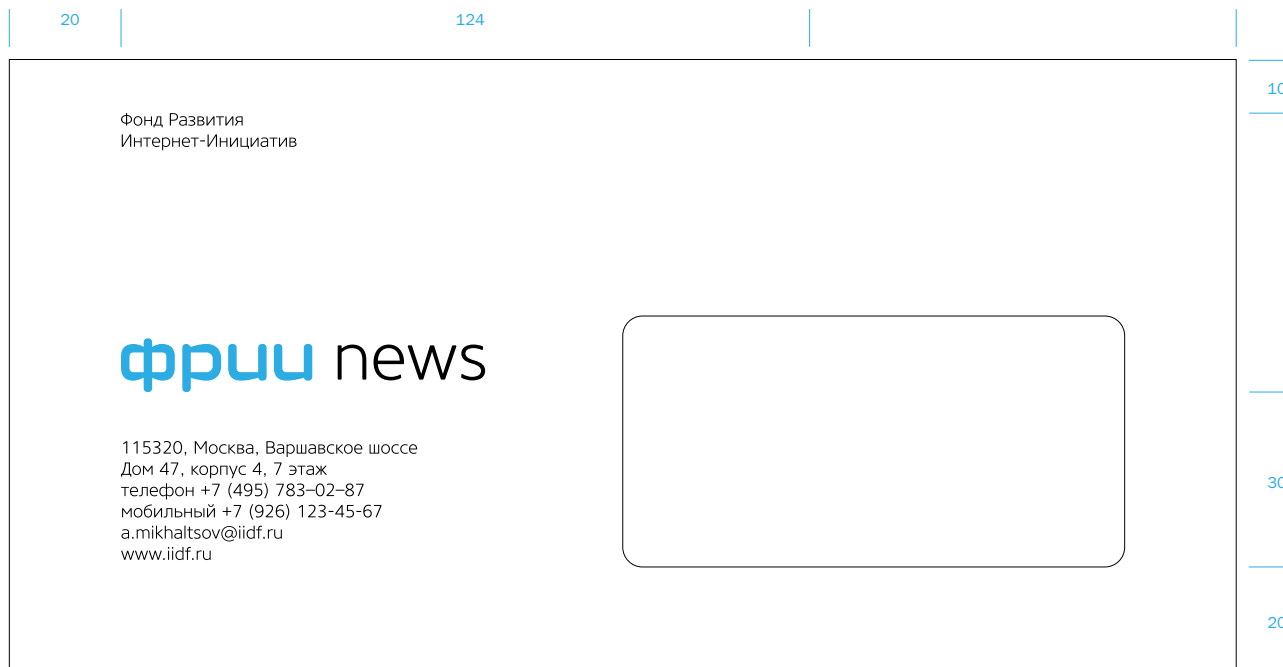 20
124
10
Фонд Развития
Интернет-Инициатив
фрии news
115320, Москва, Варшавское шоссе
Дом 47, корпус 4, 7 этаж
телефон +7 (495) 783–02–87
мобильный +7 (926) 123-45-67
a.mikhaltsov@iidf.ru
www.iidf.ru
30
20